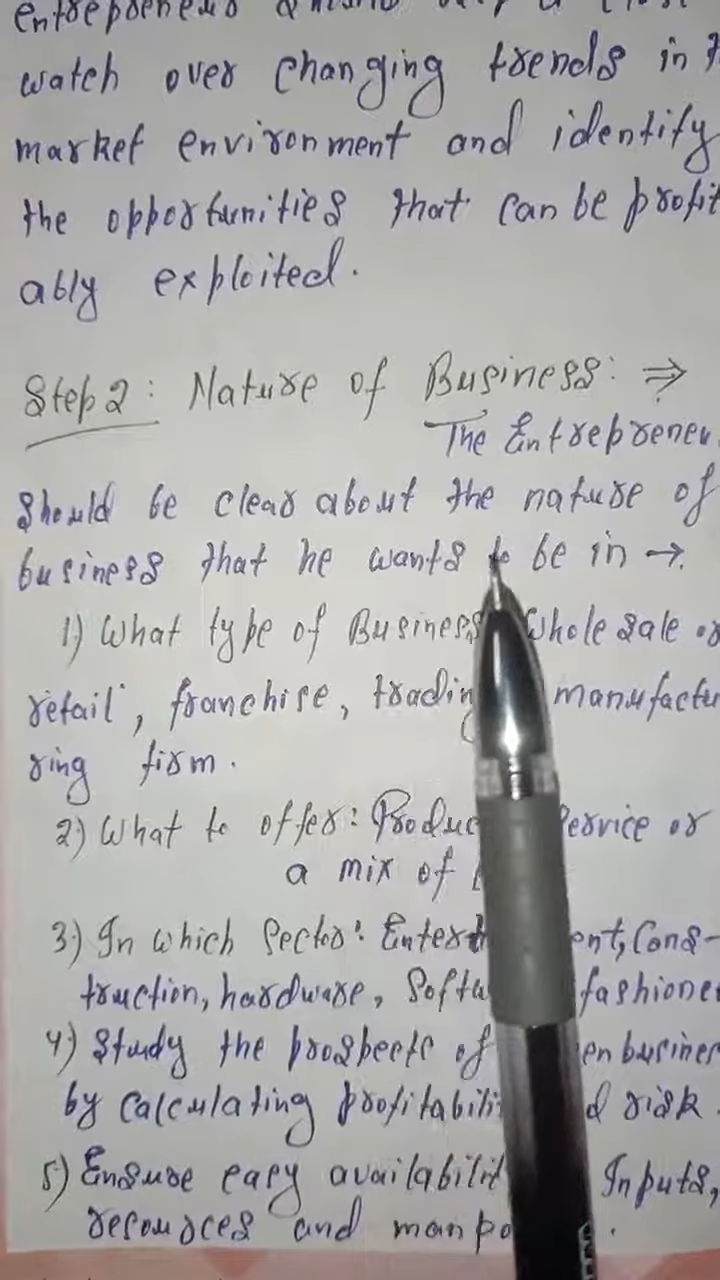 watch over changing trends in
market environment and identify
the opportunities that can be profit
ably exploited.
Step 2: Nature of Business: ⇒
The Entrepreneu
should be clear about the nature of
business that he wants to be in →.
1) What type of Business Whole sale or
retail, franchise, trading manufactu
ring firm.
2) What to offer: Produc Service or
a mix of
3) In which Sector: Entert ent, Cons-
truction, hardware, Softw fashione
4) Study the prospects of en busines
by calculating profitabili d risk.
5) Ensure easy availabilit Inputs,
resources and manpo .